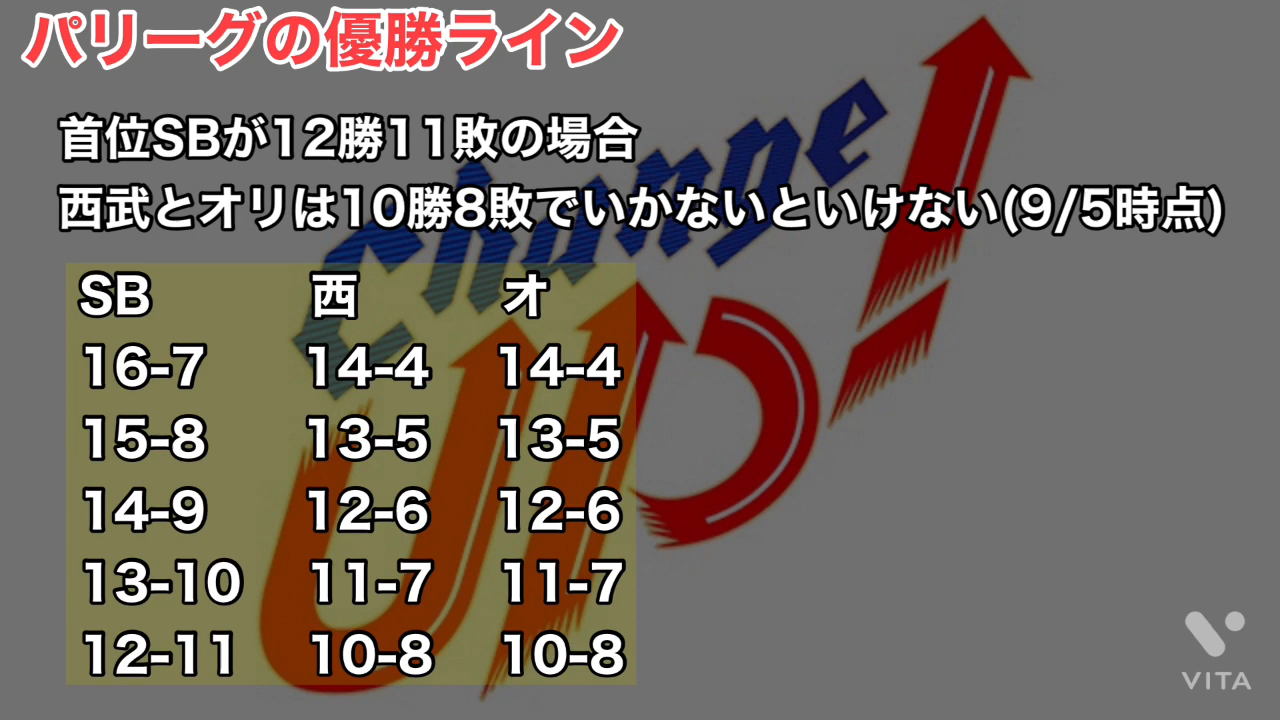 パリーグの優勝ライン
首位SBが12勝11敗の場合
西武とオリは10勝8敗でいかないといけない(9/5時点)
SB 西 オ
16-7 14-4 14-4
15-8 13-5 13-5
14-9 12-6 12-6
13-10 11-7 11-7
12-11 10-8 10-8
Change
UP!
VITA